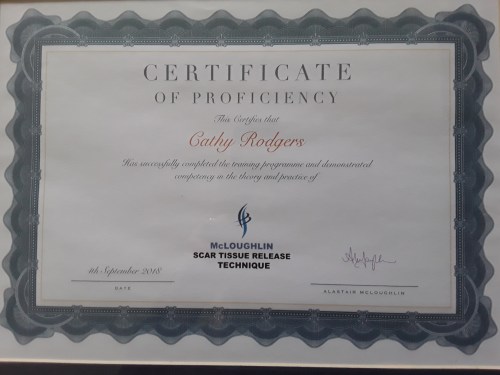 CERTIFICATE
OF PROFICIENCY
This Certifies that
Cathy Rodgers
Has successfully completed the training programme and demonstrated
competency in the theory and practice of
McLOUGHLIN
SCAR TISSUE RELEASE
TECHNIQUE
4th September 2018
DATE
ALASTAIR MCLOUGHLIN